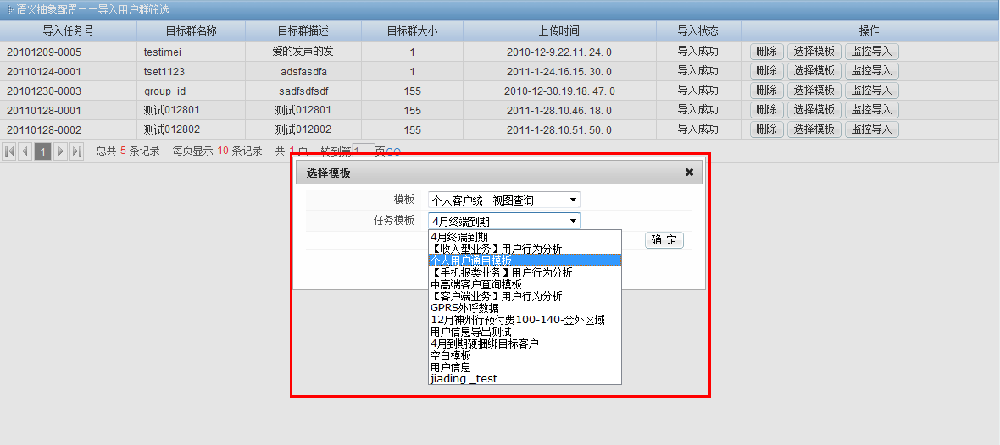 语义抽象配置－－导入用户群筛选
导入任务号 目标群名称 目标群描述 目标群大小 上传时间 导入状态 操作
20101209-0005 testimei 爱的发声的发 1 2010-12-9.22.11. 24. 0 导入成功 删除 选择模板 监控导入
20110124-0001 tset1123 adsfasdfa 1 2011-1-24.16.15. 30. 0 导入成功 删除 选择模板 监控导入
20101230-0003 group_id sadfsdfsdf 155 2010-12-30.19.18. 47. 0 导入成功 删除 选择模板 监控导入
20110128-0001 测试012801 测试012801 155 2011-1-28.10.46. 18. 0 导入成功 删除 选择模板 监控导入
20110128-0002 测试012802 测试012802 155 2011-1-28.10.51. 50. 0 导入成功 删除 选择模板 监控导入
1 总共 5 条记录 每页显示 10 条记录 共 1 页 转到第 1 页GO
选择模板
模板 个人客户统一视图查询
任务模板 4月终端到期
确 定
4月终端到期
【收入型业务】用户行为分析
个人用户通用模板
【手机报类业务】用户行为分析
中高端客户查询模板
【客户端业务】用户行为分析
GPRS外呼数据
12月神州行预付费100-140-金外区域
用户信息导出测试
4月到期硬捆绑目标客户
空白模板
用户信息
jiading _test